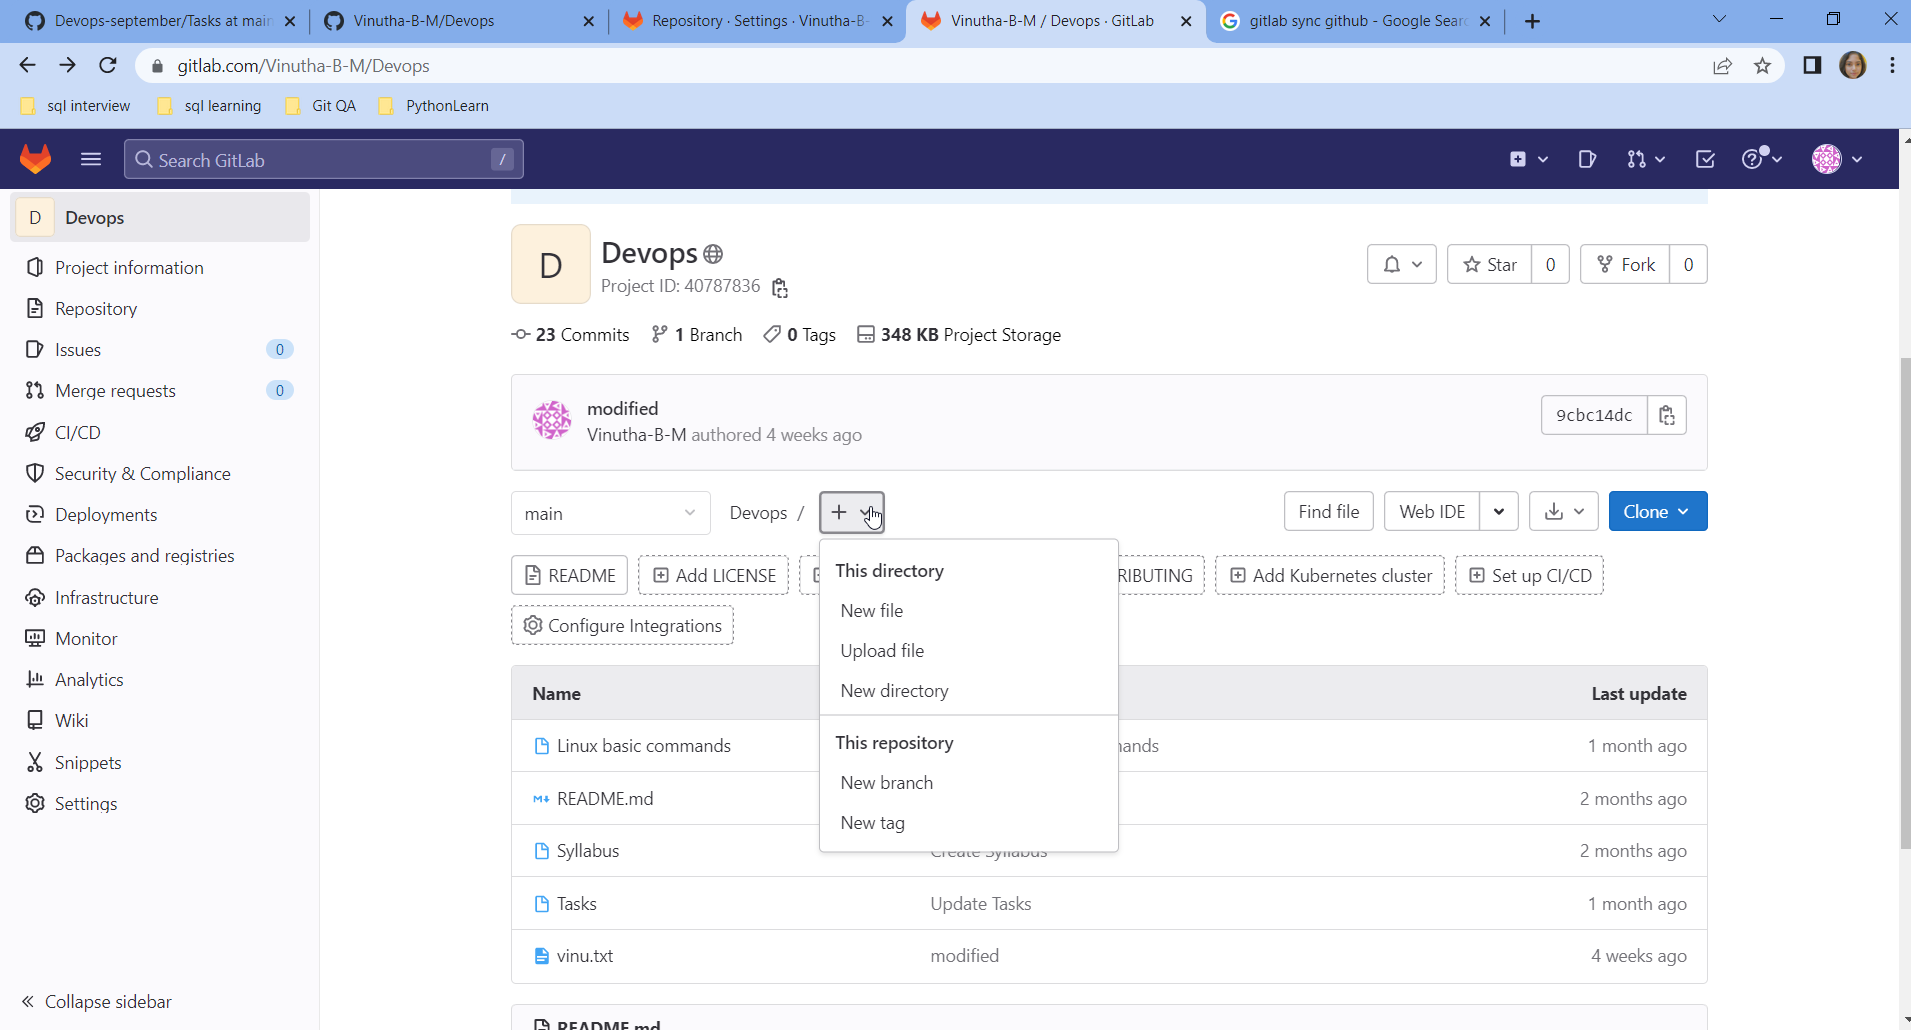 Devops-september/Tasks at main
Vinutha-B-M/Devops
Repository · Settings · Vinutha-B-
Vinutha-B-M / Devops · GitLab
gitlab sync github - Google Sear
gitlab.com/Vinutha-B-M/Devops
sql interview
sql learning
Git QA
PythonLearn
Search GitLab
/
D
Devops
Project information
Repository
Issues
0
Merge requests
0
CI/CD
Security & Compliance
Deployments
Packages and registries
Infrastructure
Monitor
Analytics
Wiki
Snippets
Settings
Collapse sidebar
D
Devops
Project ID: 40787836
Star
0
Fork
0
23 Commits
1 Branch
0 Tags
348 KB Project Storage
modified
Vinutha-B-M authored 4 weeks ago
9cbc14dc
main
Devops /
Find file
Web IDE
Clone
README
Add LICENSE
RIBUTING
Add Kubernetes cluster
Set up CI/CD
Configure Integrations
This directory
New file
Upload file
New directory
This repository
New branch
New tag
Name
Last update
Linux basic commands
mands
1 month ago
README.md
2 months ago
Syllabus
Create Syllabus
2 months ago
Tasks
Update Tasks
1 month ago
vinu.txt
modified
4 weeks ago
README.md